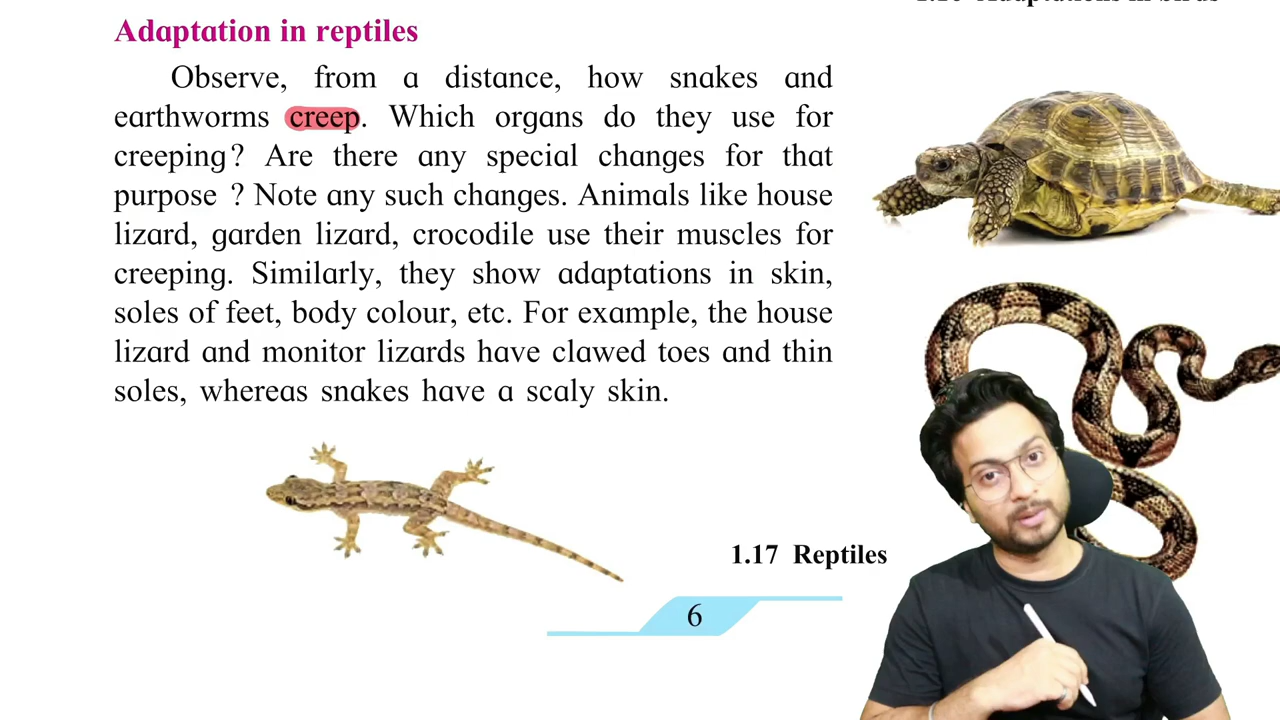 Adaptation in reptiles
Observe, from a distance, how snakes and
earthworms creep. Which organs do they use for
creeping? Are there any special changes for that
purpose ? Note any such changes. Animals like house
lizard, garden lizard, crocodile use their muscles for
creeping. Similarly, they show adaptations in skin,
soles of feet, body colour, etc. For example, the house
lizard and monitor lizards have clawed toes and thin
soles, whereas snakes have a scaly skin.
1.17 Reptiles
6